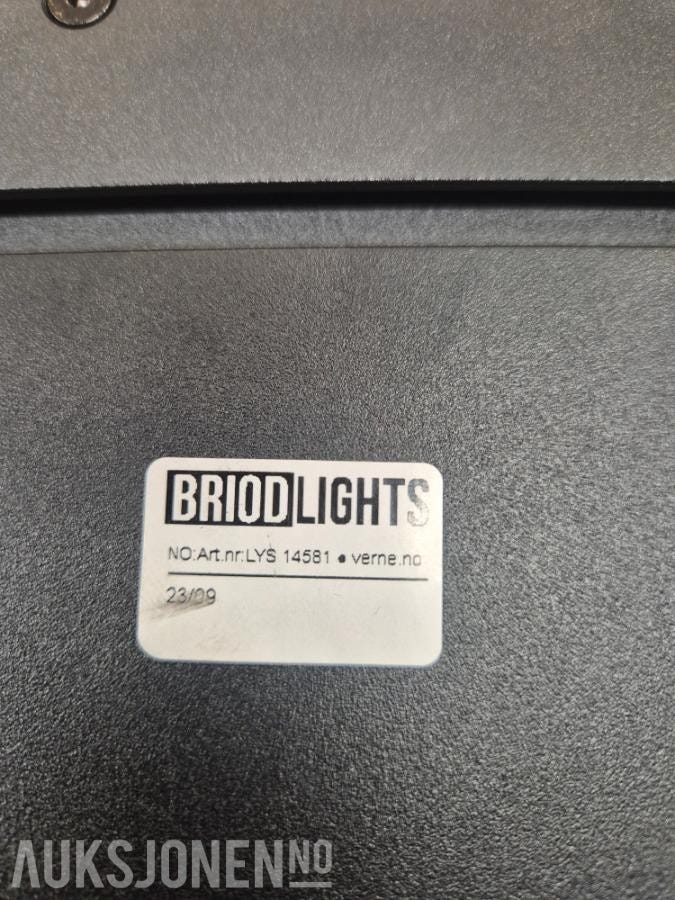 BRIODLIGHTS
NO:Art.nr:LYS 14581 • verne.no
23/09
AUKSJONEN NO